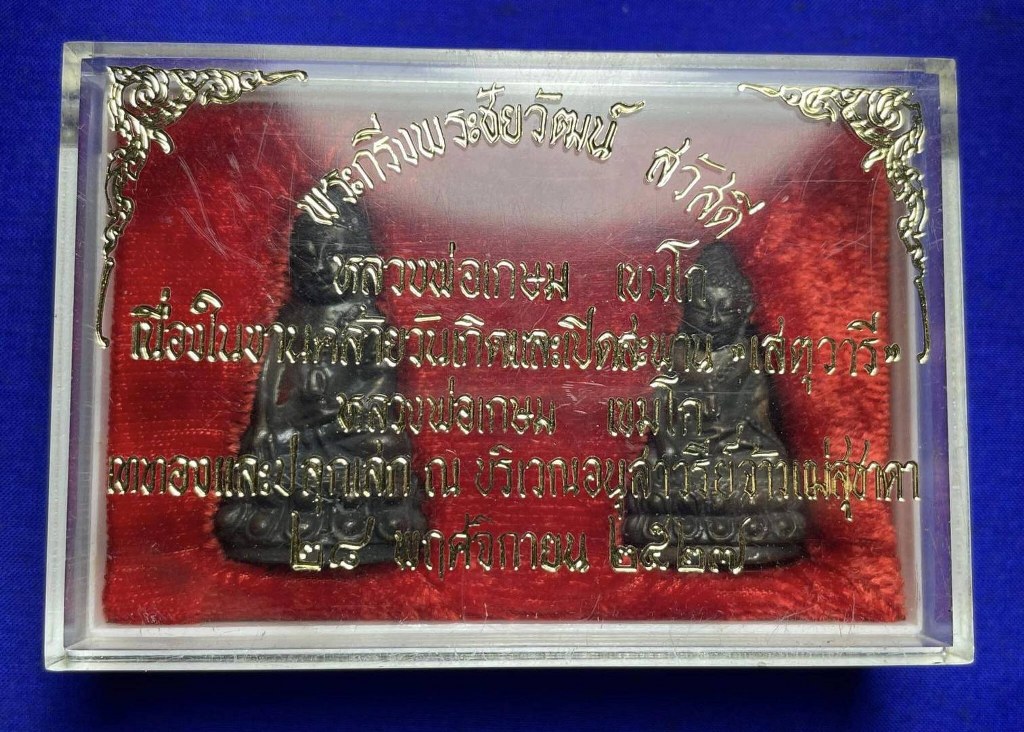 พระกริ่งพระชัยวัฒน์ สวัสดี
หลวงพ่อเกษม เขมโก
เนื่องในงานคล้ายวันเกิดและเปิดสะพาน "เสตุวารี"
หลวงพ่อเกษม เขมโก
เททองและปลุกเสก ณ บริเวณอนุสาวรีย์เจ้าแม่สุชาดา
๒๘ พฤศจิกายน ๒๕๒๗